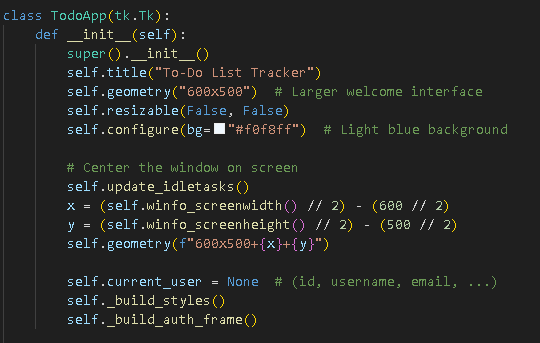 class TodoApp(tk.Tk):
    def __init__(self):
        super().__init__()
        self.title("To-Do List Tracker")
        self.geometry("600x500")  # Larger welcome interface
        self.resizable(False, False)
        self.configure(bg="#f0f8ff")  # Light blue background

        # Center the window on screen
        self.update_idletasks()
        x = (self.winfo_screenwidth() // 2) - (600 // 2)
        y = (self.winfo_screenheight() // 2) - (500 // 2)
        self.geometry(f"600x500+{x}+{y}")

        self.current_user = None  # (id, username, email, ...)
        self._build_styles()
        self._build_auth_frame()